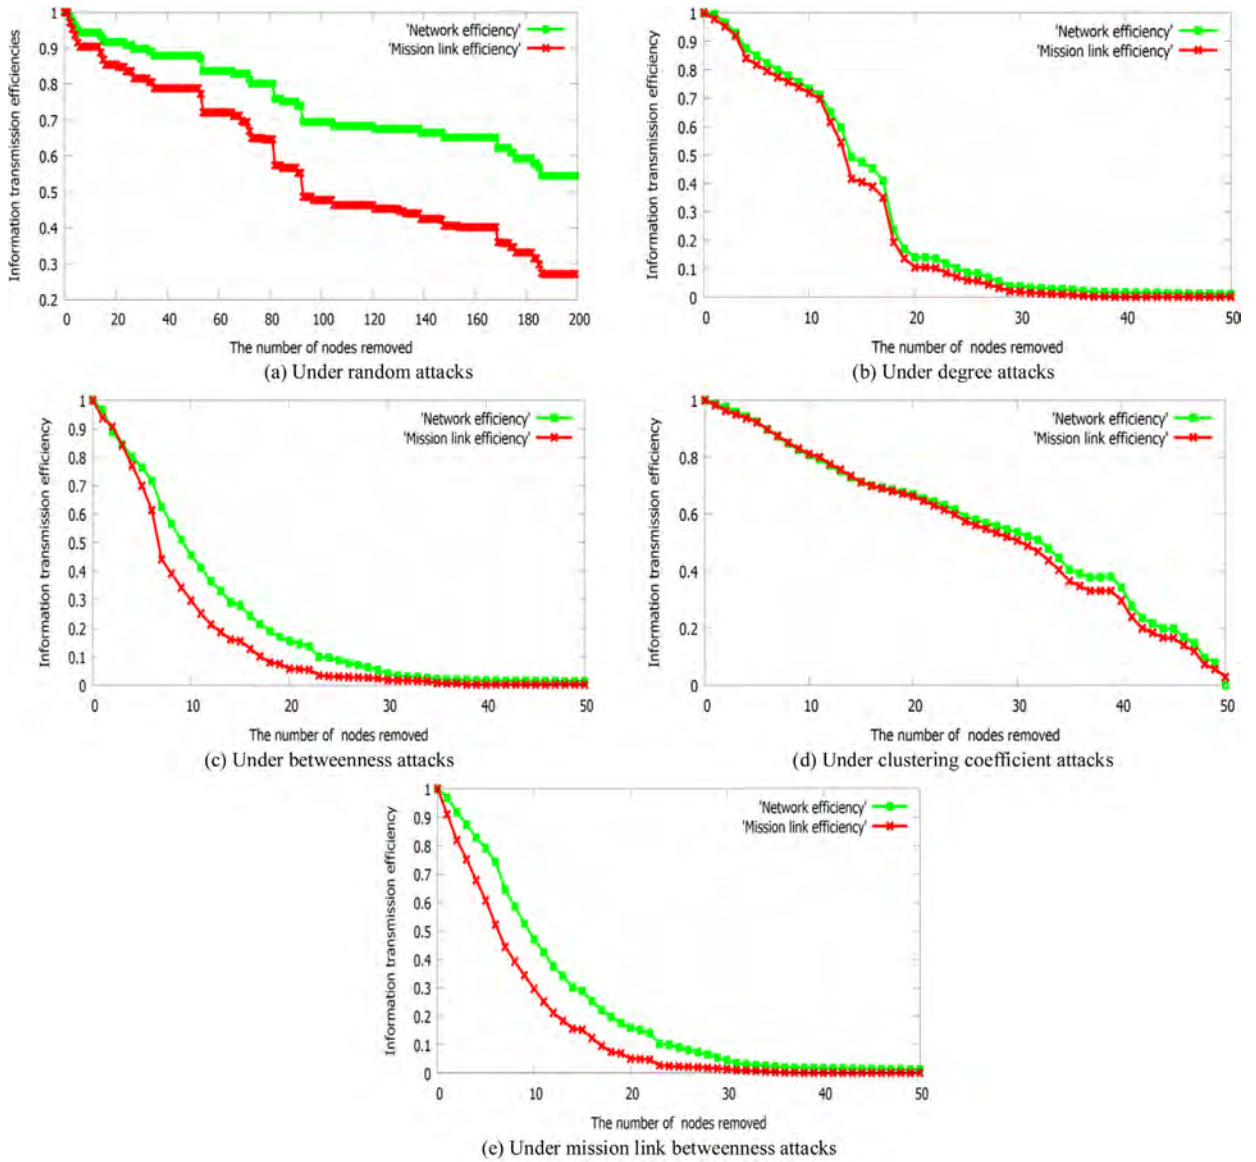 Information transmission efficiencies
1
0.9
0.8
0.7
0.6
0.5
0.4
0.3
0.2
'Network efficiency'
'Mission link efficiency'
0 20 40 60 80 100 120 140 160 180 200
The number of nodes removed
(a) Under random attacks
Information transmission efficiency
1
0.9
0.8
0.7
0.6
0.5
0.4
0.3
0.2
0.1
0
'Network efficiency'
'Mission link efficiency'
0 10 20 30 40 50
The number of nodes removed
(b) Under degree attacks
Information transmission efficiency
1
0.9
0.8
0.7
0.6
0.5
0.4
0.3
0.2
0.1
0
'Network efficiency'
'Mission link efficiency'
0 10 20 30 40 50
The number of nodes removed
(c) Under betweenness attacks
Information transmission efficiency
1
0.8
0.6
0.4
0.2
0
'Network efficiency'
'Mission link efficiency'
0 10 20 30 40 50
The number of nodes removed
(d) Under clustering coefficient attacks
Information transmission efficiency
1
0.9
0.8
0.7
0.6
0.5
0.4
0.3
0.2
0.1
0
'Network efficiency'
'Mission link efficiency'
0 10 20 30 40 50
The number of nodes removed
(e) Under mission link betweenness attacks